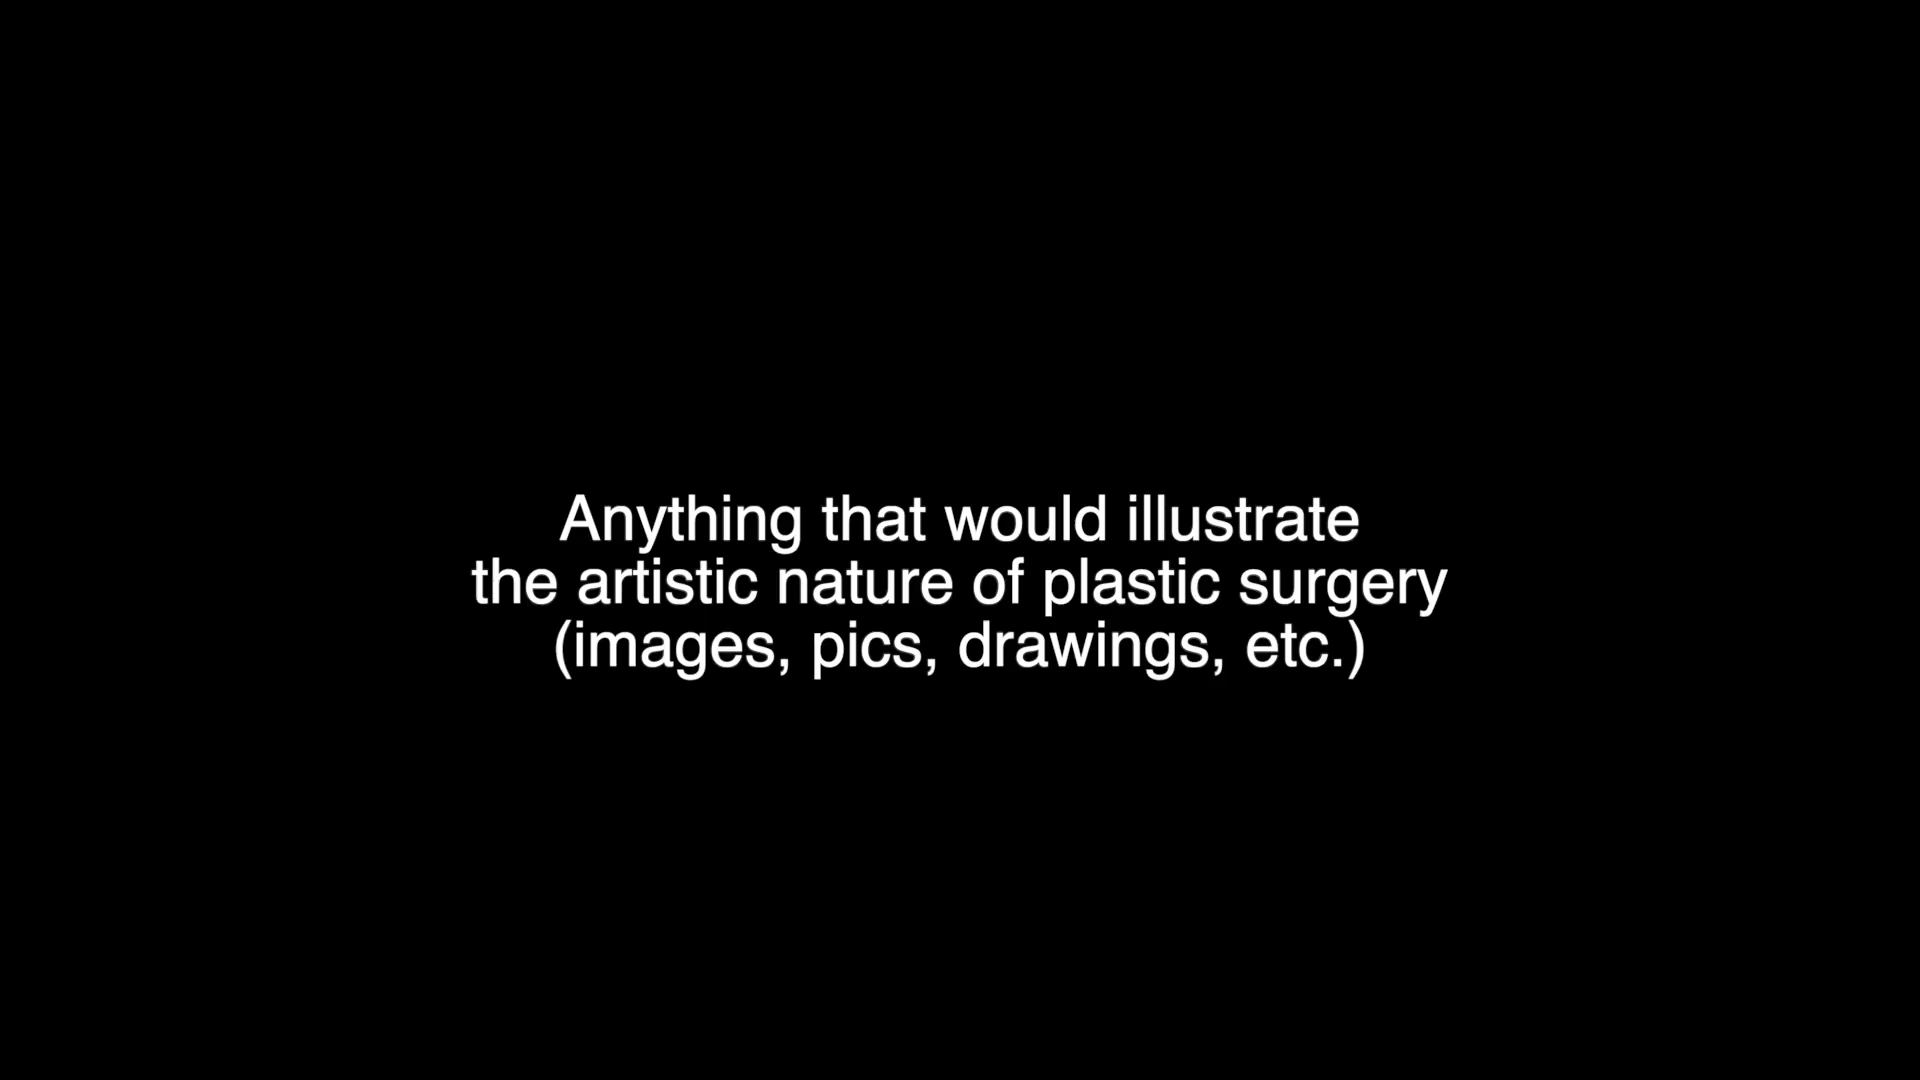 Anything that would illustrate
the artistic nature of plastic surgery
(images, pics, drawings, etc.)